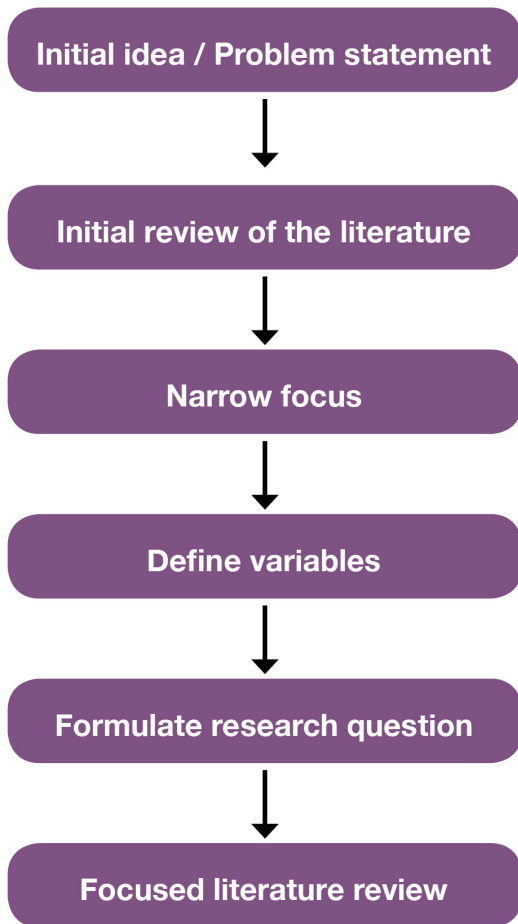 Initial idea / Problem statement
Initial review of the literature
Narrow focus
Define variables
Formulate research question
Focused literature review